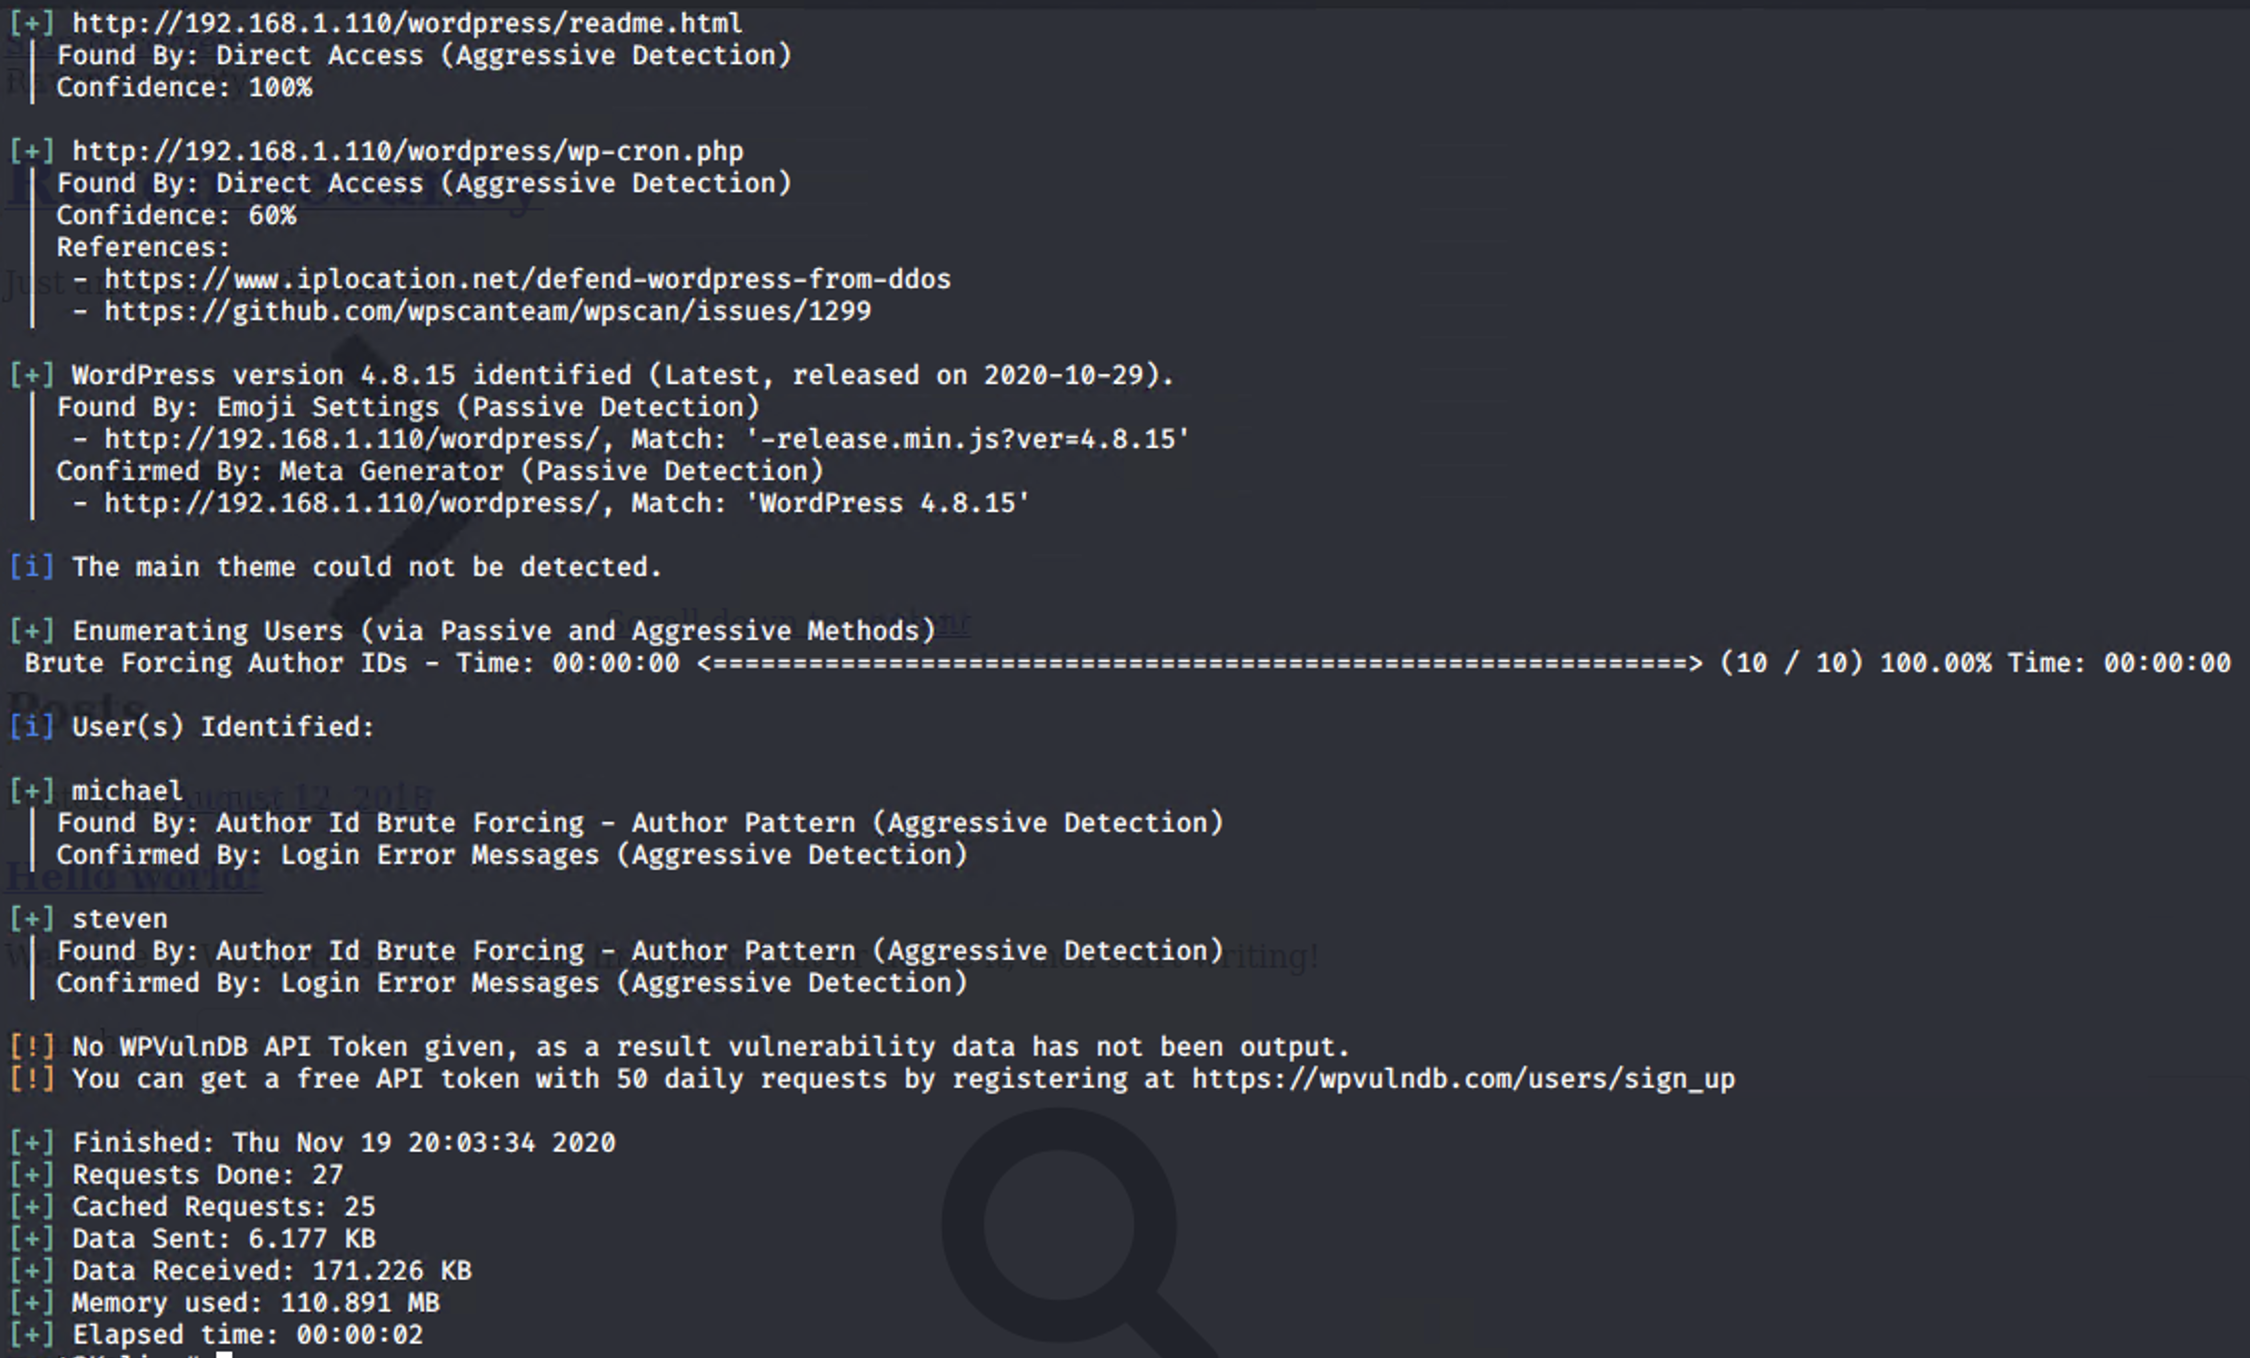 [+] http://192.168.1.110/wordpress/readme.html
 | Found By: Direct Access (Aggressive Detection)
 | Confidence: 100%
[+] http://192.168.1.110/wordpress/wp-cron.php
 | Found By: Direct Access (Aggressive Detection)
 | Confidence: 60%
 | References:
 |  - https://www.iplocation.net/defend-wordpress-from-ddos
 |  - https://github.com/wpscanteam/wpscan/issues/1299
[+] WordPress version 4.8.15 identified (Latest, released on 2020-10-29).
 | Found By: Emoji Settings (Passive Detection)
 |  - http://192.168.1.110/wordpress/, Match: '-release.min.js?ver=4.8.15'
 | Confirmed By: Meta Generator (Passive Detection)
 |  - http://192.168.1.110/wordpress/, Match: 'WordPress 4.8.15'
[i] The main theme could not be detected.
[+] Enumerating Users (via Passive and Aggressive Methods)
 Brute Forcing Author IDs - Time: 00:00:00 <=============================================================> (10 / 10) 100.00% Time: 00:00:00
[i] User(s) Identified:
[+] michael
 | Found By: Author Id Brute Forcing - Author Pattern (Aggressive Detection)
 | Confirmed By: Login Error Messages (Aggressive Detection)
[+] steven
 | Found By: Author Id Brute Forcing - Author Pattern (Aggressive Detection)
 | Confirmed By: Login Error Messages (Aggressive Detection)
[!] No WPVulnDB API Token given, as a result vulnerability data has not been output.
[!] You can get a free API token with 50 daily requests by registering at https://wpvulndb.com/users/sign_up
[+] Finished: Thu Nov 19 20:03:34 2020
[+] Requests Done: 27
[+] Cached Requests: 25
[+] Data Sent: 6.177 KB
[+] Data Received: 171.226 KB
[+] Memory used: 110.891 MB
[+] Elapsed time: 00:00:02